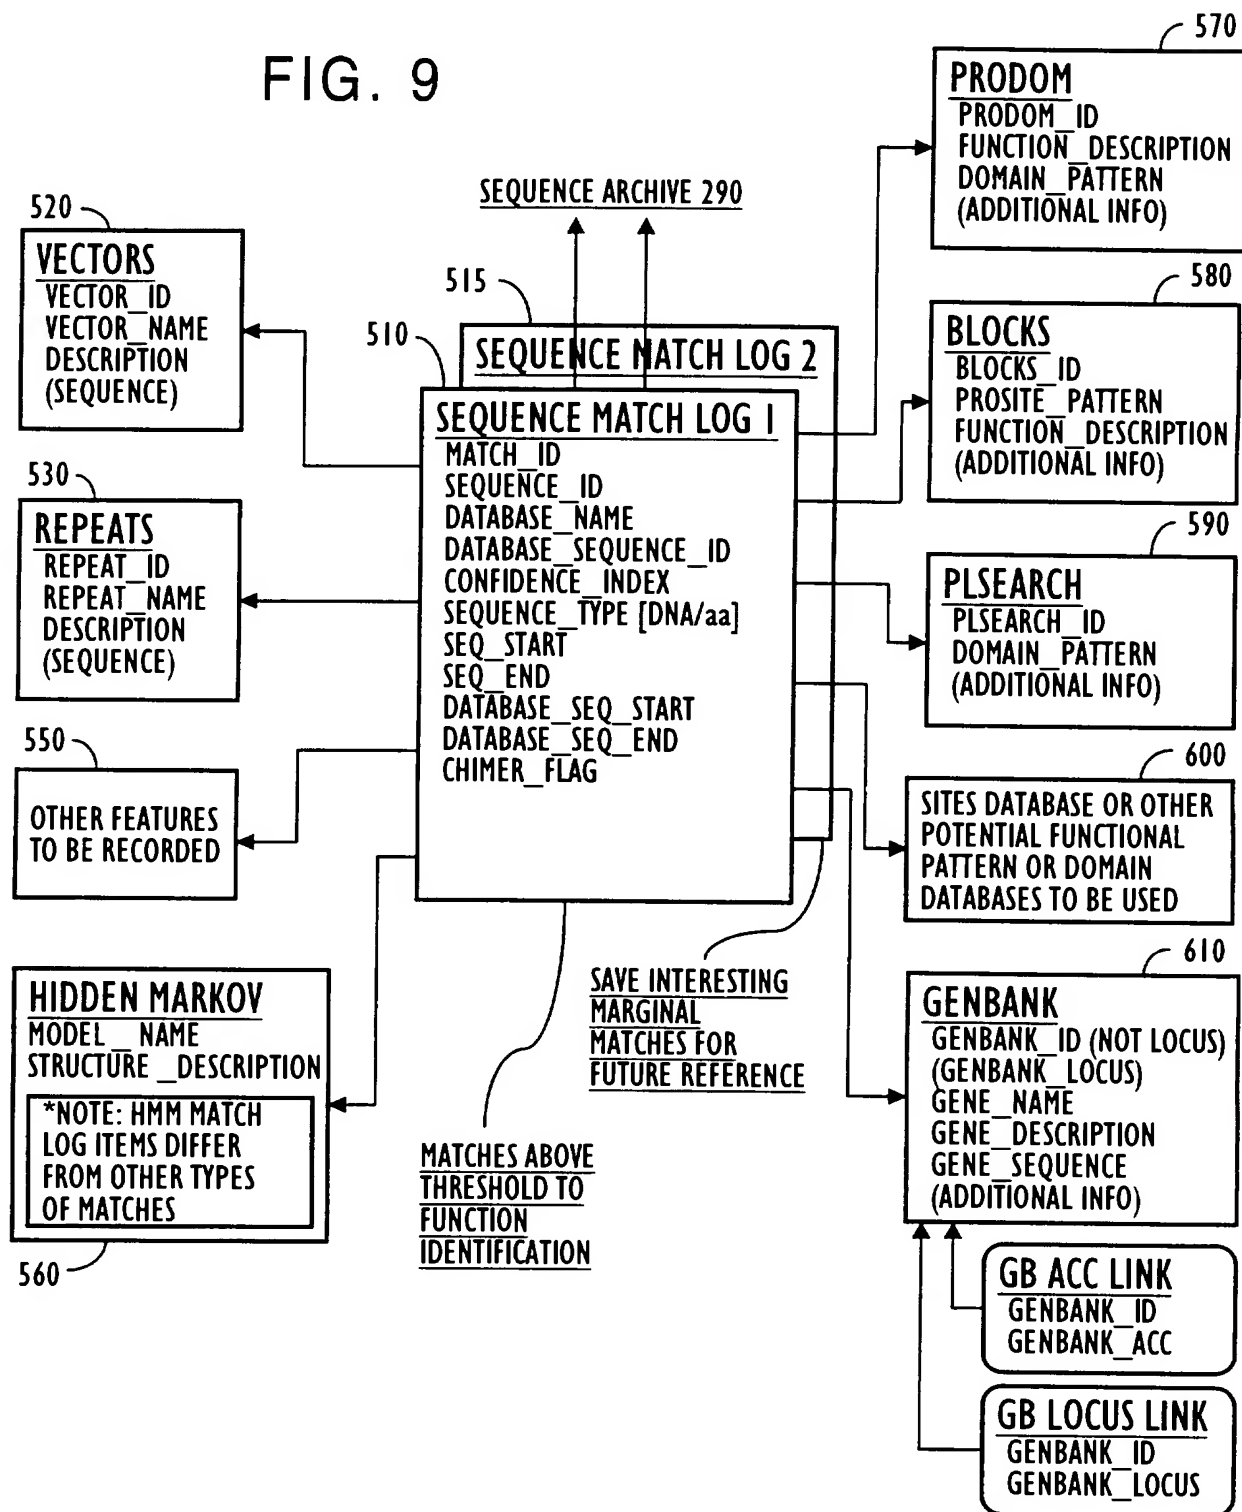 FIG. 9
570
PRODOM
PRODOM_ID
FUNCTION_DESCRIPTION
DOMAIN_PATTERN
(ADDITIONAL INFO)
SEQUENCE ARCHIVE 290
520
VECTORS
VECTOR_ID
VECTOR_NAME
DESCRIPTION
(SEQUENCE)
580
BLOCKS
BLOCKS_ID
PROSITE_PATTERN
FUNCTION_DESCRIPTION
(ADDITIONAL INFO)
515
SEQUENCE MATCH LOG 2
510
SEQUENCE MATCH LOG 1
MATCH_ID
SEQUENCE_ID
DATABASE_NAME
DATABASE_SEQUENCE_ID
CONFIDENCE_INDEX
SEQUENCE_TYPE [DNA/aa]
SEQ_START
SEQ_END
DATABASE_SEQ_START
DATABASE_SEQ_END
CHIMER_FLAG
530
REPEATS
REPEAT_ID
REPEAT_NAME
DESCRIPTION
(SEQUENCE)
590
PLSEARCH
PLSEARCH_ID
DOMAIN_PATTERN
(ADDITIONAL INFO)
550
OTHER FEATURES
TO BE RECORDED
600
SITES DATABASE OR OTHER
POTENTIAL FUNCTIONAL
PATTERN OR DOMAIN
DATABASES TO BE USED
HIDDEN MARKOV
MODEL_NAME
STRUCTURE_DESCRIPTION
*NOTE: HMM MATCH
LOG ITEMS DIFFER
FROM OTHER TYPES
OF MATCHES
560
SAVE INTERESTING
MARGINAL
MATCHES FOR
FUTURE REFERENCE
MATCHES ABOVE
THRESHOLD TO
FUNCTION
IDENTIFICATION
610
GENBANK
GENBANK_ID (NOT LOCUS)
(GENBANK_LOCUS)
GENE_NAME
GENE_DESCRIPTION
GENE_SEQUENCE
(ADDITIONAL INFO)
GB ACC LINK
GENBANK_ID
GENBANK_ACC
GB LOCUS LINK
GENBANK_ID
GENBANK_LOCUS